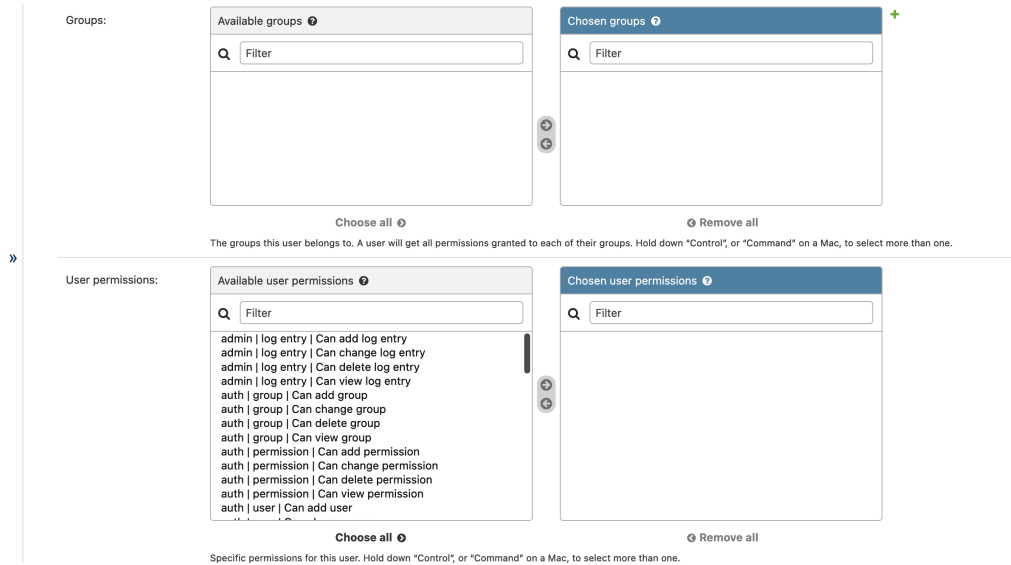 Groups:
Available groups
Chosen groups
Filter
Filter
Choose all
Remove all
The groups this user belongs to. A user will get all permissions granted to each of their groups. Hold down “Control”, or “Command” on a Mac, to select more than one.
»
User permissions:
Available user permissions
Chosen user permissions
Filter
Filter
admin | log entry | Can add log entry
admin | log entry | Can change log entry
admin | log entry | Can delete log entry
admin | log entry | Can view log entry
auth | group | Can add group
auth | group | Can change group
auth | group | Can delete group
auth | group | Can view group
auth | permission | Can add permission
auth | permission | Can change permission
auth | permission | Can delete permission
auth | permission | Can view permission
auth | user | Can add user
Choose all
Remove all
Specific permissions for this user. Hold down “Control”, or “Command” on a Mac, to select more than one.